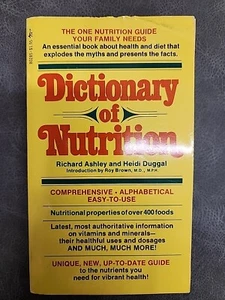 THE ONE NUTRITION GUIDE
YOUR FAMILY NEEDS
An essential book about health and diet that
explodes the myths and presents the facts.
Dictionary
of
Nutrition
Richard Ashley and Heidi Duggal
Introduction by Roy Brown, M.D., M.P.H.
COMPREHENSIVE • ALPHABETICAL
EASY-TO-USE
Nutritional properties of over 400 foods
Latest, most authoritative information
on vitamins and minerals—
their healthful uses and dosages
AND MUCH, MUCH MORE!
UNIQUE, NEW, UP-TO-DATE GUIDE
to the nutrients you
need for vibrant health!